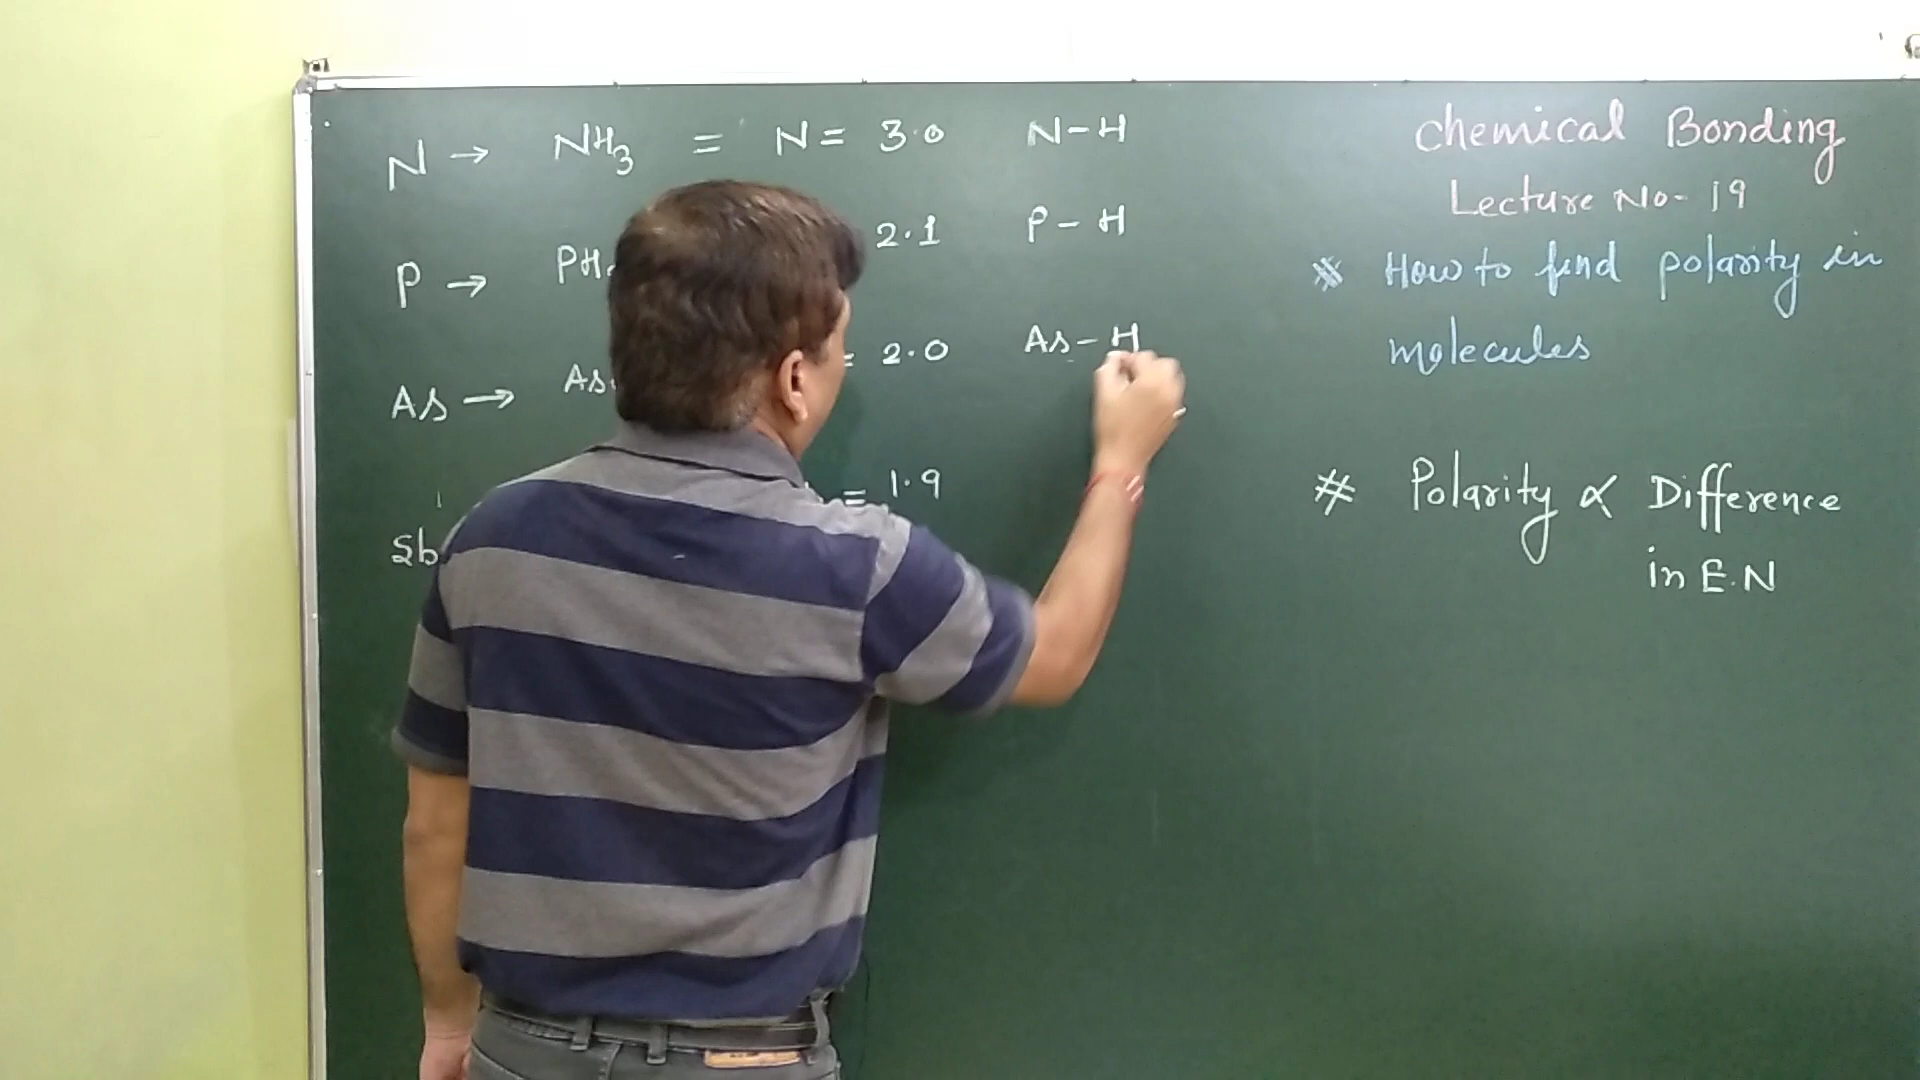 N → NH3 = N = 3.0 N-H
P → PH 2.1 P-H
As → As = 2.0 As-H
Sb = 1.9
Chemical Bonding
Lecture No-19
* How to find polarity in
molecules
# Polarity ∝ Difference
in E.N